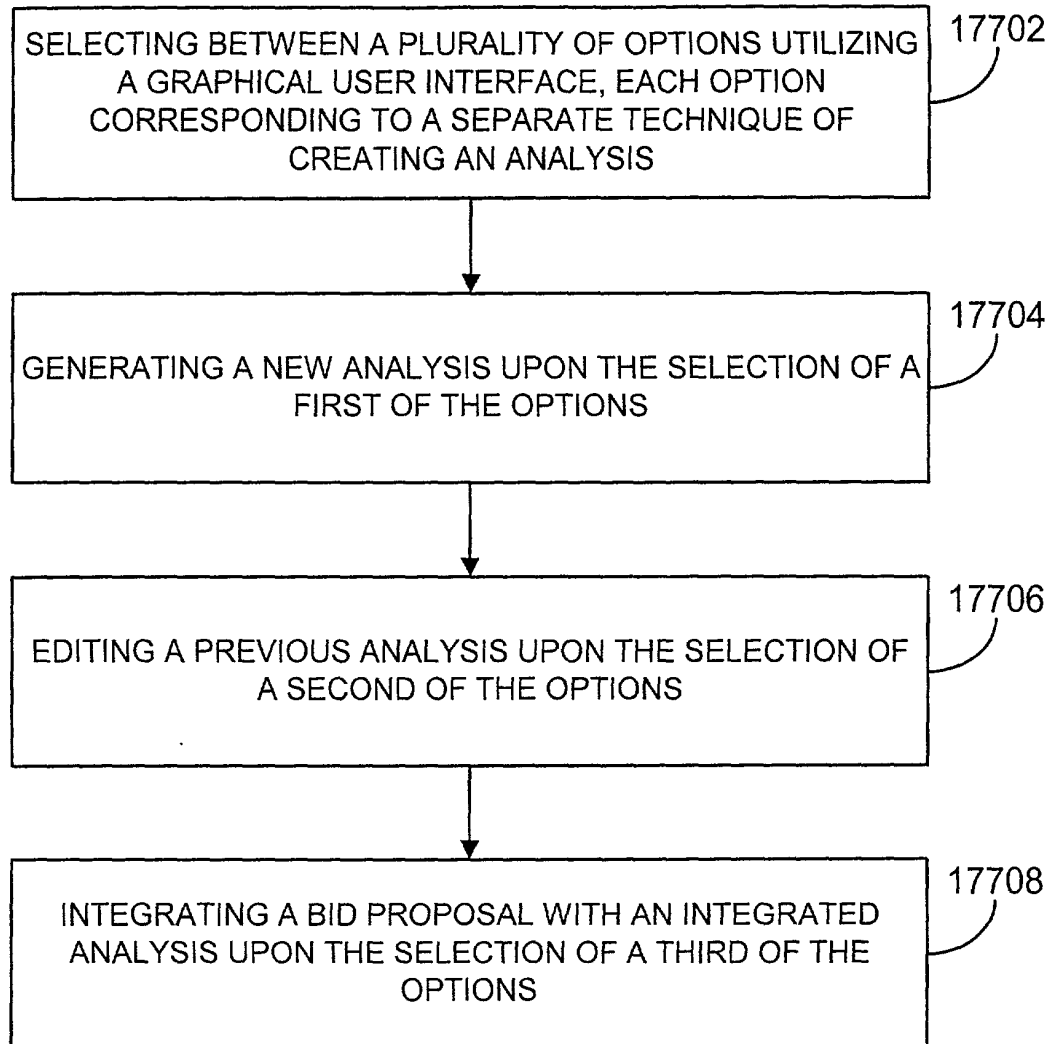 SELECTING BETWEEN A PLURALITY OF OPTIONS UTILIZING
A GRAPHICAL USER INTERFACE, EACH OPTION
CORRESPONDING TO A SEPARATE TECHNIQUE OF
CREATING AN ANALYSIS
17702
GENERATING A NEW ANALYSIS UPON THE SELECTION OF A
FIRST OF THE OPTIONS
17704
EDITING A PREVIOUS ANALYSIS UPON THE SELECTION OF
A SECOND OF THE OPTIONS
17706
INTEGRATING A BID PROPOSAL WITH AN INTEGRATED
ANALYSIS UPON THE SELECTION OF A THIRD OF THE
OPTIONS
17708